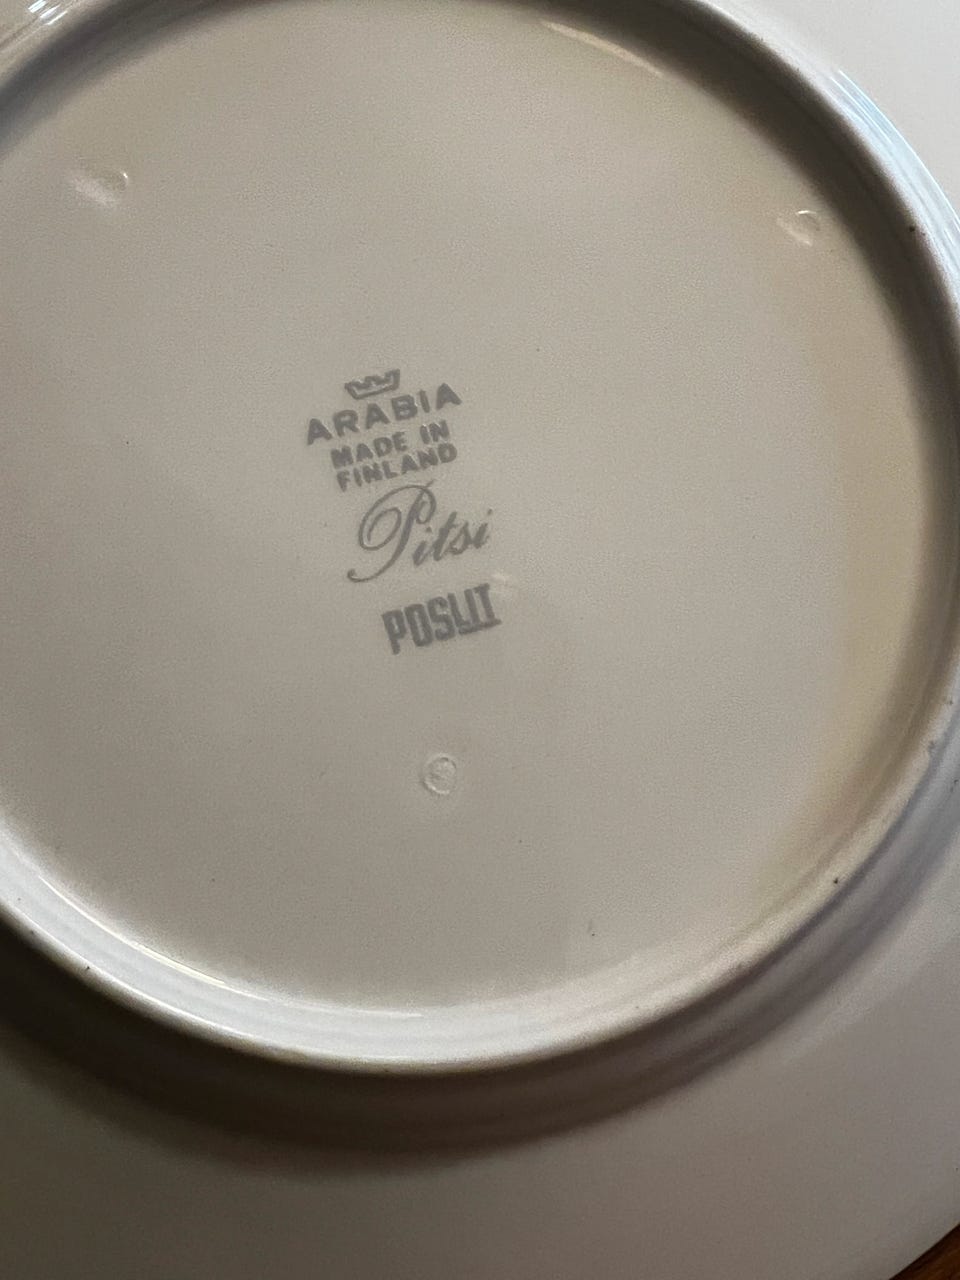 ARABIA
MADE IN
FINLAND
Pitsi
POSLIT